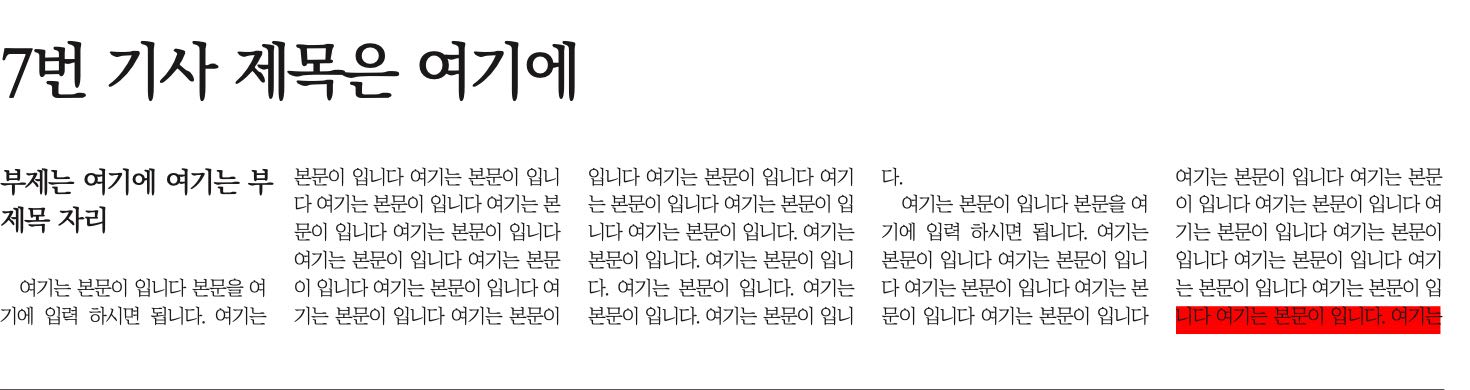 7번 기사 제목은 여기에
부제는 여기에 여기는 부
제목 자리
여기는 본문이 입니다 본문을 여
기에 입력 하시면 됩니다. 여기는
본문이 입니다 여기는 본문이 입니
다 여기는 본문이 입니다 여기는 본
문이 입니다 여기는 본문이 입니다
여기는 본문이 입니다 여기는 본문
이 입니다 여기는 본문이 입니다 여
기는 본문이 입니다 여기는 본문이
입니다 여기는 본문이 입니다 여기
는 본문이 입니다 여기는 본문이 입
니다 여기는 본문이 입니다. 여기는
본문이 입니다. 여기는 본문이 입니
다. 여기는 본문이 입니다. 여기는
본문이 입니다. 여기는 본문이 입니
다.
여기는 본문이 입니다 본문을 여
기에 입력 하시면 됩니다. 여기는
본문이 입니다 여기는 본문이 입니
다 여기는 본문이 입니다 여기는 본
문이 입니다 여기는 본문이 입니다
여기는 본문이 입니다 여기는 본문
이 입니다 여기는 본문이 입니다 여
기는 본문이 입니다 여기는 본문이
입니다 여기는 본문이 입니다 여기
는 본문이 입니다 여기는 본문이 입
니다 여기는 본문이 입니다. 여기는